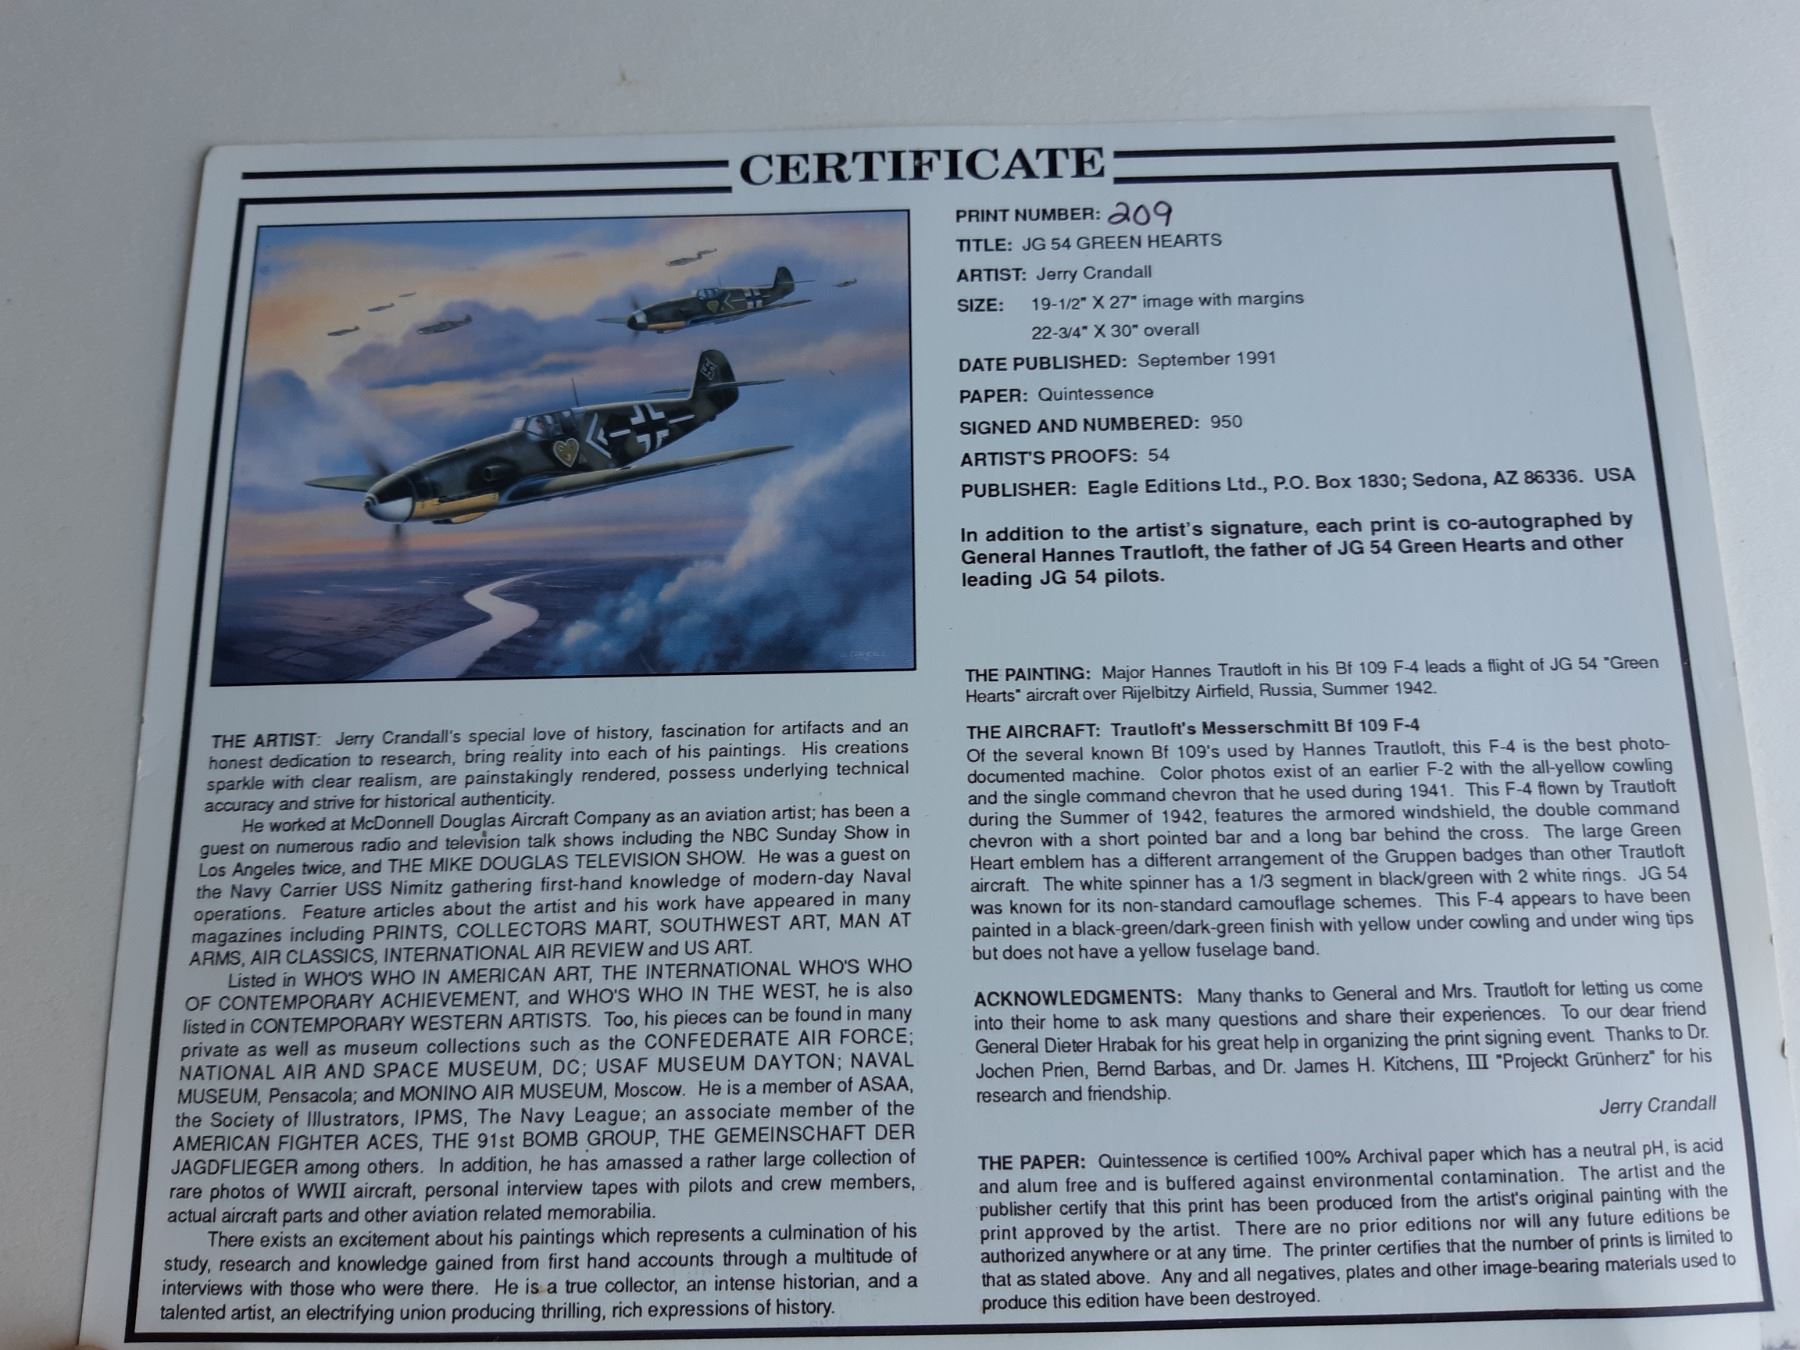 CERTIFICATE
PRINT NUMBER: 209
TITLE: JG 54 GREEN HEARTS
ARTIST: Jerry Crandall
SIZE: 19-1/2" X 27" image with margins
22-3/4" X 30" overall
DATE PUBLISHED: September 1991
PAPER: Quintessence
SIGNED AND NUMBERED: 950
ARTIST'S PROOFS: 54
PUBLISHER: Eagle Editions Ltd., P.O. Box 1830; Sedona, AZ 86336. USA
In addition to the artist's signature, each print is co-autographed by
General Hannes Trautloft, the father of JG 54 Green Hearts and other
leading JG 54 pilots.
THE PAINTING: Major Hannes Trautloft in his Bf 109 F-4 leads a flight of JG 54 "Green
Hearts" aircraft over Rijelbitzy Airfield, Russia, Summer 1942.
THE AIRCRAFT: Trautloft's Messerschmitt Bf 109 F-4
Of the several known Bf 109's used by Hannes Trautloft, this F-4 is the best photo-
documented machine. Color photos exist of an earlier F-2 with the all-yellow cowling
and the single command chevron that he used during 1941. This F-4 flown by Trautloft
during the Summer of 1942, features the armored windshield, the double command
chevron with a short pointed bar and a long bar behind the cross. The large Green
Heart emblem has a different arrangement of the Gruppen badges than other Trautloft
aircraft. The white spinner has a 1/3 segment in black/green with 2 white rings. JG 54
was known for its non-standard camouflage schemes. This F-4 appears to have been
painted in a black-green/dark-green finish with yellow under cowling and under wing tips
but does not have a yellow fuselage band.
ACKNOWLEDGMENTS: Many thanks to General and Mrs. Trautloft for letting us come
into their home to ask many questions and share their experiences. To our dear friend
General Dieter Hrabak for his great help in organizing the print signing event. Thanks to Dr.
Jochen Prien, Bernd Barbas, and Dr. James H. Kitchens, III "Projeckt Grünherz" for his
research and friendship.
Jerry Crandall
THE PAPER: Quintessence is certified 100% Archival paper which has a neutral pH, is acid
and alum free and is buffered against environmental contamination. The artist and the
publisher certify that this print has been produced from the artist's original painting with the
print approved by the artist. There are no prior editions nor will any future editions be
authorized anywhere or at any time. The printer certifies that the number of prints is limited to
that as stated above. Any and all negatives, plates and other image-bearing materials used to
produce this edition have been destroyed.
THE ARTIST: Jerry Crandall's special love of history, fascination for artifacts and an
honest dedication to research, bring reality into each of his paintings. His creations
sparkle with clear realism, are painstakingly rendered, possess underlying technical
accuracy and strive for historical authenticity.
He worked at McDonnell Douglas Aircraft Company as an aviation artist; has been a
guest on numerous radio and television talk shows including the NBC Sunday Show in
Los Angeles twice, and THE MIKE DOUGLAS TELEVISION SHOW. He was a guest on
the Navy Carrier USS Nimitz gathering first-hand knowledge of modern-day Naval
operations. Feature articles about the artist and his work have appeared in many
magazines including PRINTS, COLLECTORS MART, SOUTHWEST ART, MAN AT
ARMS, AIR CLASSICS, INTERNATIONAL AIR REVIEW and US ART.
Listed in WHO'S WHO IN AMERICAN ART, THE INTERNATIONAL WHO'S WHO
OF CONTEMPORARY ACHIEVEMENT, and WHO'S WHO IN THE WEST, he is also
listed in CONTEMPORARY WESTERN ARTISTS. Too, his pieces can be found in many
private as well as museum collections such as the CONFEDERATE AIR FORCE;
NATIONAL AIR AND SPACE MUSEUM, DC; USAF MUSEUM DAYTON; NAVAL
MUSEUM, Pensacola; and MONINO AIR MUSEUM, Moscow. He is a member of ASAA,
the Society of Illustrators, IPMS, The Navy League; an associate member of the
AMERICAN FIGHTER ACES, THE 91st BOMB GROUP, THE GEMEINSCHAFT DER
JAGDFLIEGER among others. In addition, he has amassed a rather large collection of
rare photos of WWII aircraft, personal interview tapes with pilots and crew members,
actual aircraft parts and other aviation related memorabilia.
There exists an excitement about his paintings which represents a culmination of his
study, research and knowledge gained from first hand accounts through a multitude of
interviews with those who were there. He is a true collector, an intense historian, and a
talented artist, an electrifying union producing thrilling, rich expressions of history.